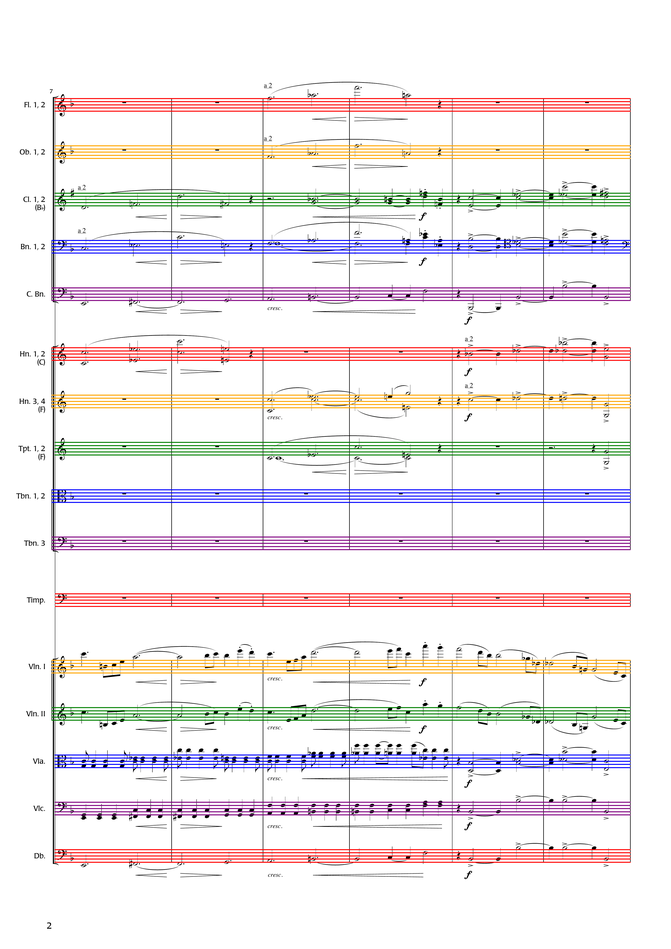 7
a.2
Fl. 1, 2
a.2
Ob. 1, 2
a.2
Cl. 1, 2
(B♭)
f
a.2
Bn. 1, 2
f
C. Bn.
cresc.
f
a.2
Hn. 1, 2
(C)
f
a.2
Hn. 3, 4
(F)
cresc.
f
Tpt. 1, 2
(F)
Tbn. 1, 2
Tbn. 3
Timp.
Vln. I
cresc.
f
Vln. II
cresc.
f
Vla.
cresc.
f
Vlc.
cresc.
f
Db.
cresc.
f
2